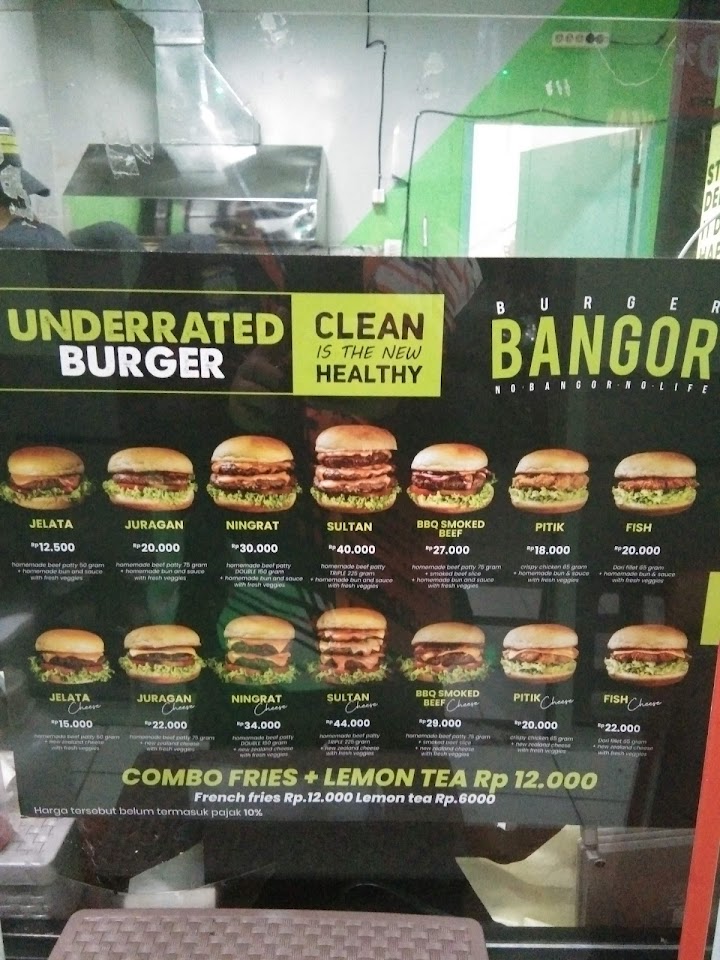 UNDERRATED
BURGER
CLEAN
IS THE NEW
HEALTHY
BURGER
BANGOR
NO·BANGOR·NO·LIFE
JELATA
Rp12.500
homemade beef patty 50 gram
+ homemade bun and sauce
with fresh veggies
JURAGAN
Rp20.000
homemade beef patty 75 gram
+ homemade bun and sauce
with fresh veggies
NINGRAT
Rp30.000
homemade beef patty
DOUBLE 150 gram
+ homemade bun and sauce
with fresh veggies
SULTAN
Rp40.000
homemade beef patty
TRIPLE 225 gram
+ homemade bun and sauce
with fresh veggies
BBQ SMOKED
BEEF
Rp27.000
homemade beef patty 75 gram
+ smoked beef slice
+ homemade bun and sauce
with fresh veggies
PITIK
Rp18.000
crispy chicken 65 gram
+ homemade bun & sauce
with fresh veggies
FISH
Rp20.000
Dori fillet 65 gram
+ homemade bun & sauce
with fresh veggies
JELATA
Cheese
Rp15.000
homemade beef patty 50 gram
+ new zealand cheese
with fresh veggies
JURAGAN
Cheese
Rp22.000
homemade beef patty 75 gram
+ new zealand cheese
with fresh veggies
NINGRAT
Cheese
Rp34.000
homemade beef patty
DOUBLE 150 gram
+ new zealand cheese
with fresh veggies
SULTAN
Cheese
Rp44.000
homemade beef patty
TRIPLE 225 gram
+ new zealand cheese
with fresh veggies
BBQ SMOKED
BEEF Cheese
Rp29.000
homemade beef patty 75 gram
+ smoked beef slice
+ new zealand cheese
with fresh veggies
PITIK Cheese
Rp20.000
crispy chicken 65 gram
+ new zealand cheese
with fresh veggies
FISH Cheese
Rp22.000
Dori fillet 65 gram
+ new zealand cheese
with fresh veggies
COMBO FRIES + LEMON TEA Rp 12.000
French fries Rp.12.000 Lemon tea Rp.6000
Harga tersebut belum termasuk pajak 10%